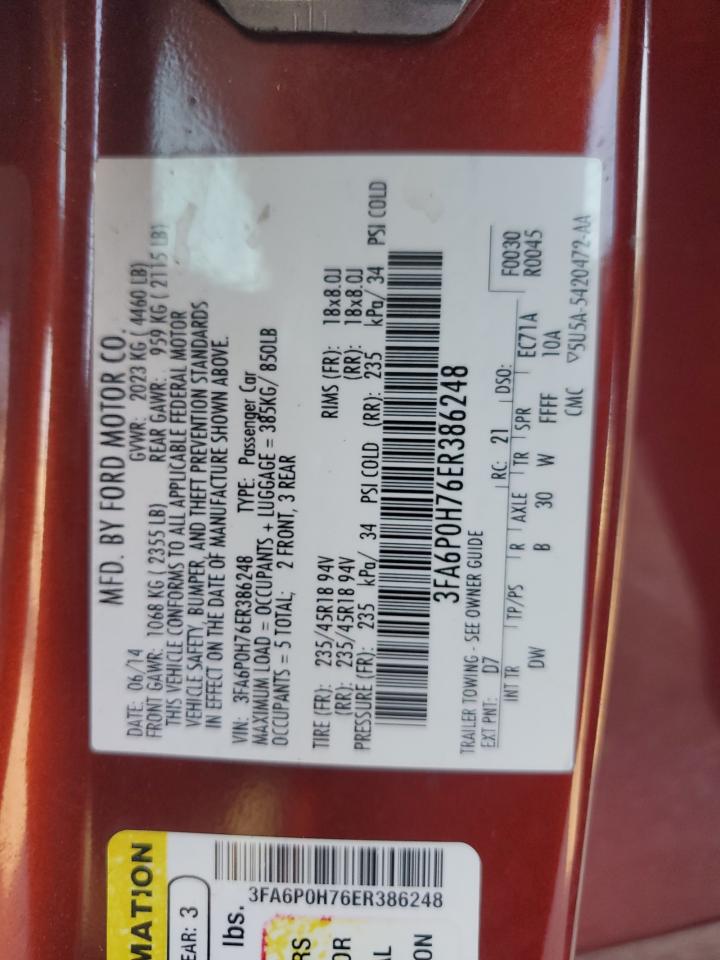 MFD. BY FORD MOTOR CO.
DATE: 06/14 GVWR: 2023 KG ( 4460 LB)
FRONT GAWR: 1068 KG ( 2355 LB) REAR GAWR: 959 KG ( 2115 LB)
THIS VEHICLE CONFORMS TO ALL APPLICABLE FEDERAL MOTOR
VEHICLE SAFETY, BUMPER, AND THEFT PREVENTION STANDARDS
IN EFFECT ON THE DATE OF MANUFACTURE SHOWN ABOVE.
VIN: 3FA6P0H76ER386248 TYPE: Passenger Car
MAXIMUM LOAD = OCCUPANTS + LUGGAGE = 385KG/ 850LB
OCCUPANTS = 5 TOTAL; 2 FRONT, 3 REAR
TIRE (FR): 235/45R18 94V RIMS (FR): 18x8.0J
(RR): 235/45R18 94V (RR): 18x8.0J
PRESSURE (FR): 235 kPa/ 34 PSI COLD (RR): 235 kPa/ 34 PSI COLD
3FA6P0H76ER386248
TRAILER TOWING - SEE OWNER GUIDE
EXT PNT: D7 RC: 21 DSO: F0030
R0045
INT TR TP/PS R AXLE TR SPR EC71A
DW B 30 W FFFF 10A
CMC ▽5U5A-5420472-AA
MATION
EAR: 3
lbs.
3FA6P0H76ER386248
RS
OR
AL
ON